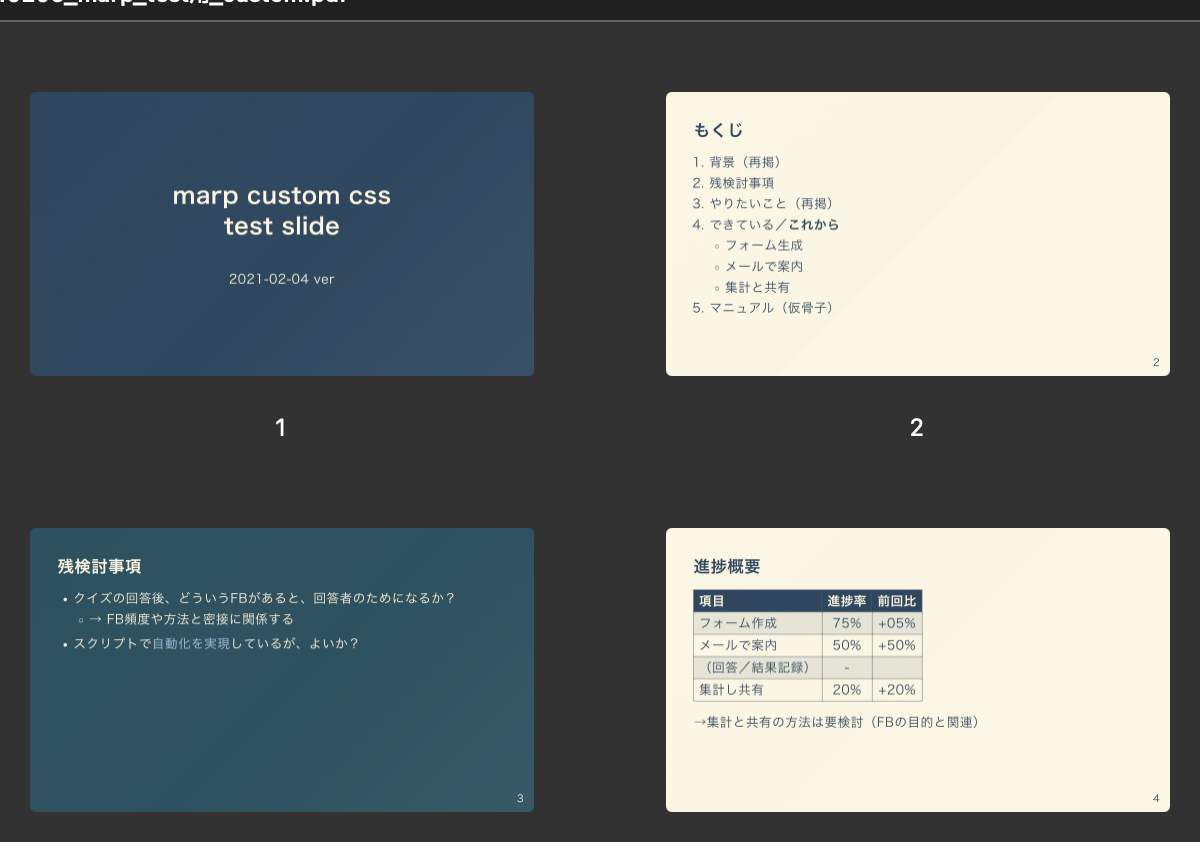 marp custom css
test slide
2021-02-04 ver
1
もくじ
1. 背景（再掲）
2. 残検討事項
3. やりたいこと（再掲）
4. できている／これから
◦ フォーム生成
◦ メールで案内
◦ 集計と共有
5. マニュアル（仮骨子）
2
2
残検討事項
• クイズの回答後、どういうFBがあると、回答者のためになるか？
◦ → FB頻度や方法と密接に関係する
• スクリプトで自動化を実現しているが、よいか？
3
進捗概要
項目 進捗率 前回比
フォーム作成 75% +05%
メールで案内 50% +50%
（回答／結果記録） -
集計し共有 20% +20%
→集計と共有の方法は要検討（FBの目的と関連）
4